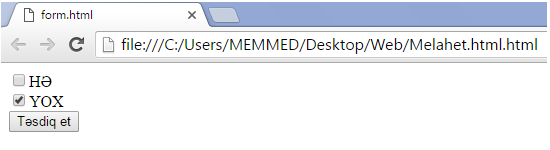 form.html
file:///C:/Users/MEMMED/Desktop/Web/Melahet.html.html
HƏ
YOX
Təsdiq et